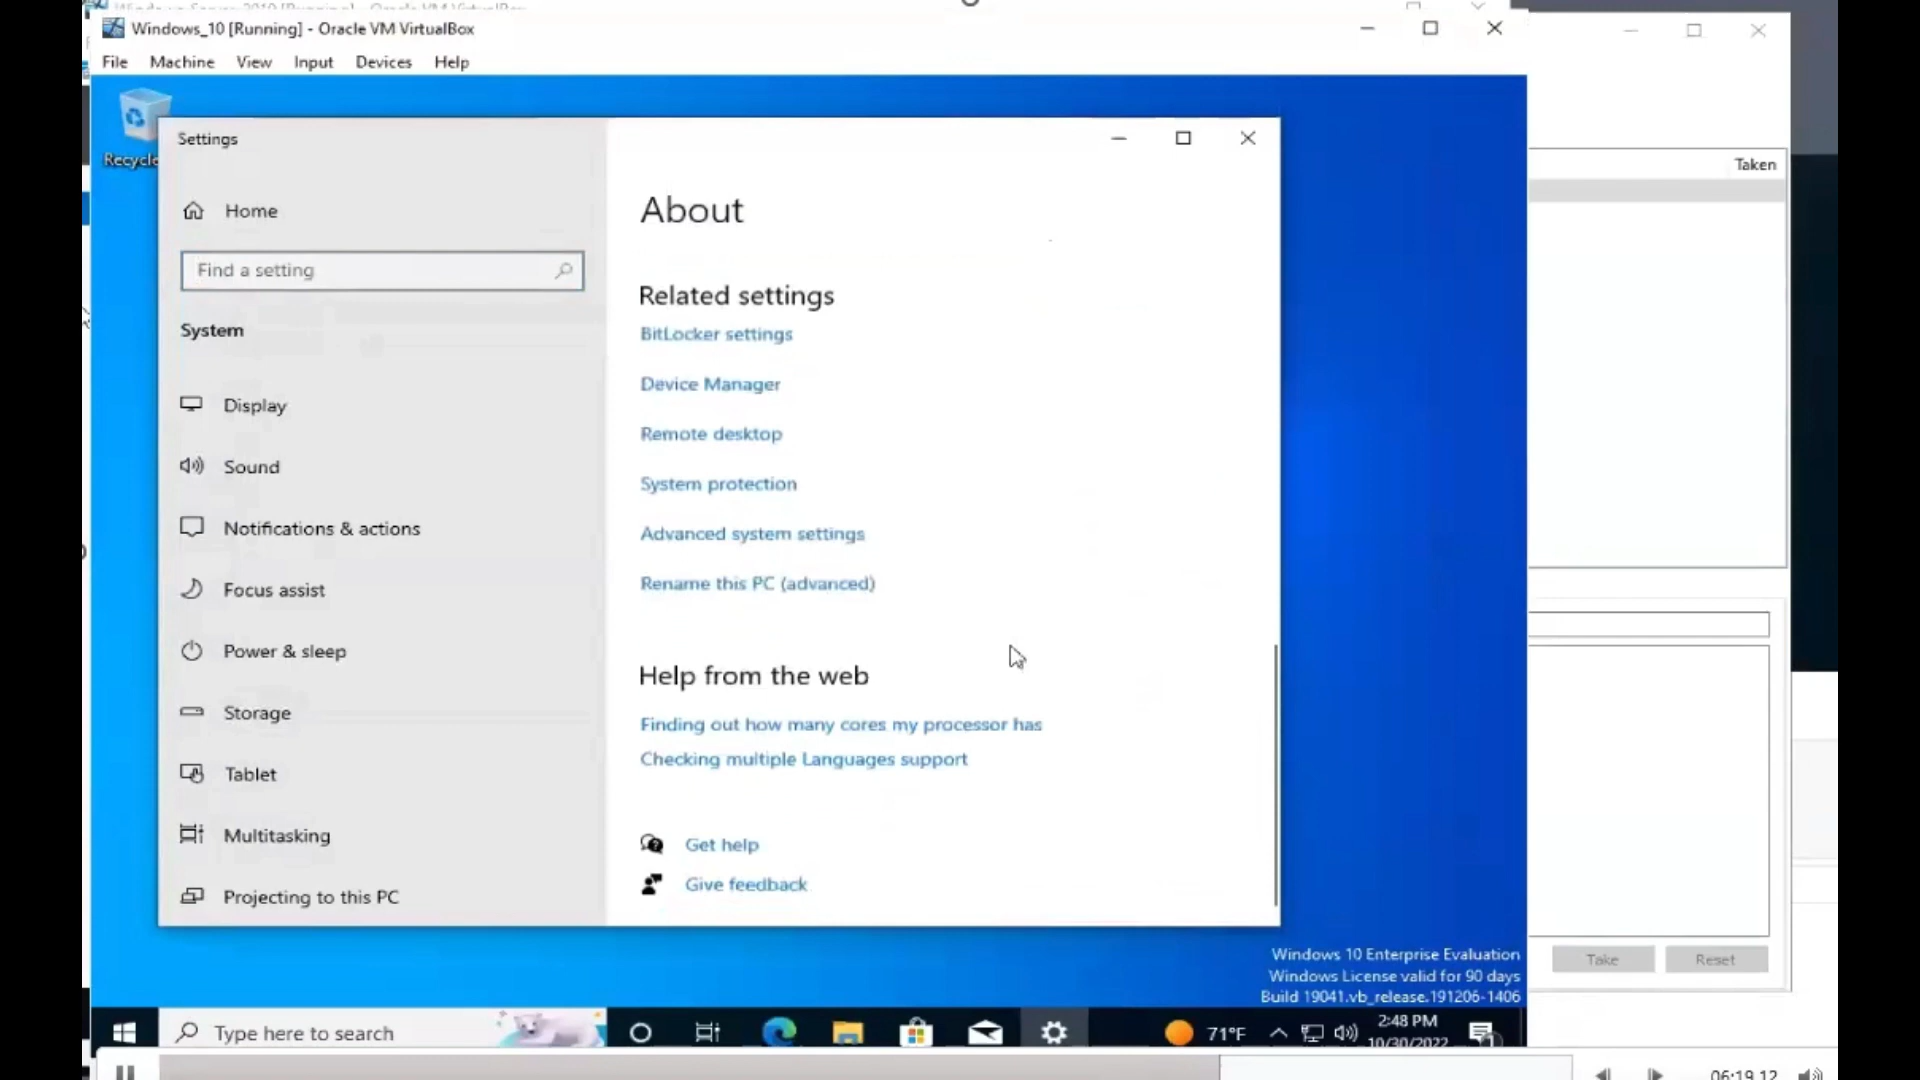 Windows_10 [Running] - Oracle VM VirtualBox
File Machine View Input Devices Help
Recycle
Settings
Home
Find a setting
System
Display
Sound
Notifications & actions
Focus assist
Power & sleep
Storage
Tablet
Multitasking
Projecting to this PC
About
Related settings
BitLocker settings
Device Manager
Remote desktop
System protection
Advanced system settings
Rename this PC (advanced)
Help from the web
Finding out how many cores my processor has
Checking multiple Languages support
Get help
Give feedback
Taken
Take Reset
Windows 10 Enterprise Evaluation
Windows License valid for 90 days
Build 19041.vb_release.191206-1406
Type here to search
71°F
2:48 PM
10/30/2022
1
06:19.12